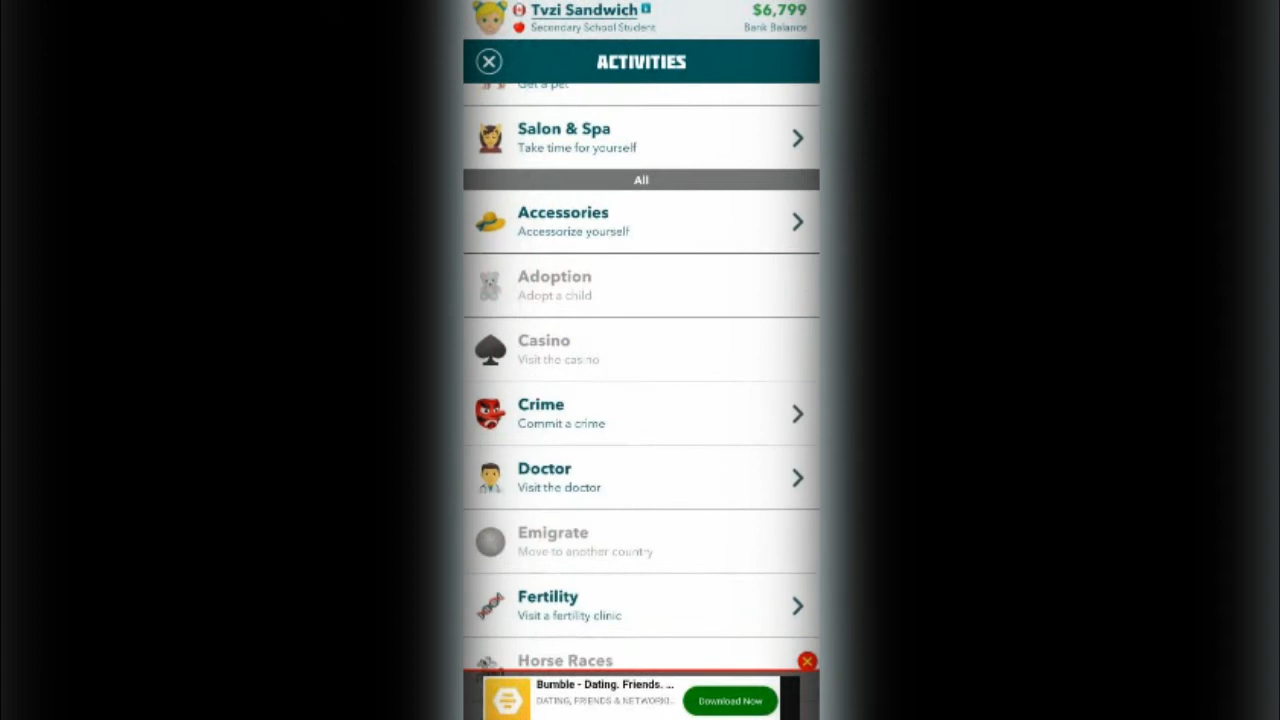 Tvzi Sandwich
$6,799
Secondary School Student
Bank Balance
ACTIVITIES
Get a pet
Salon & Spa
Take time for yourself
All
Accessories
Accessorize yourself
Adoption
Adopt a child
Casino
Visit the casino
Crime
Commit a crime
Doctor
Visit the doctor
Emigrate
Move to another country
Fertility
Visit a fertility clinic
Horse Races
Bumble - Dating. Friends. ...
DATING, FRIENDS & NETWORKI...
Download Now